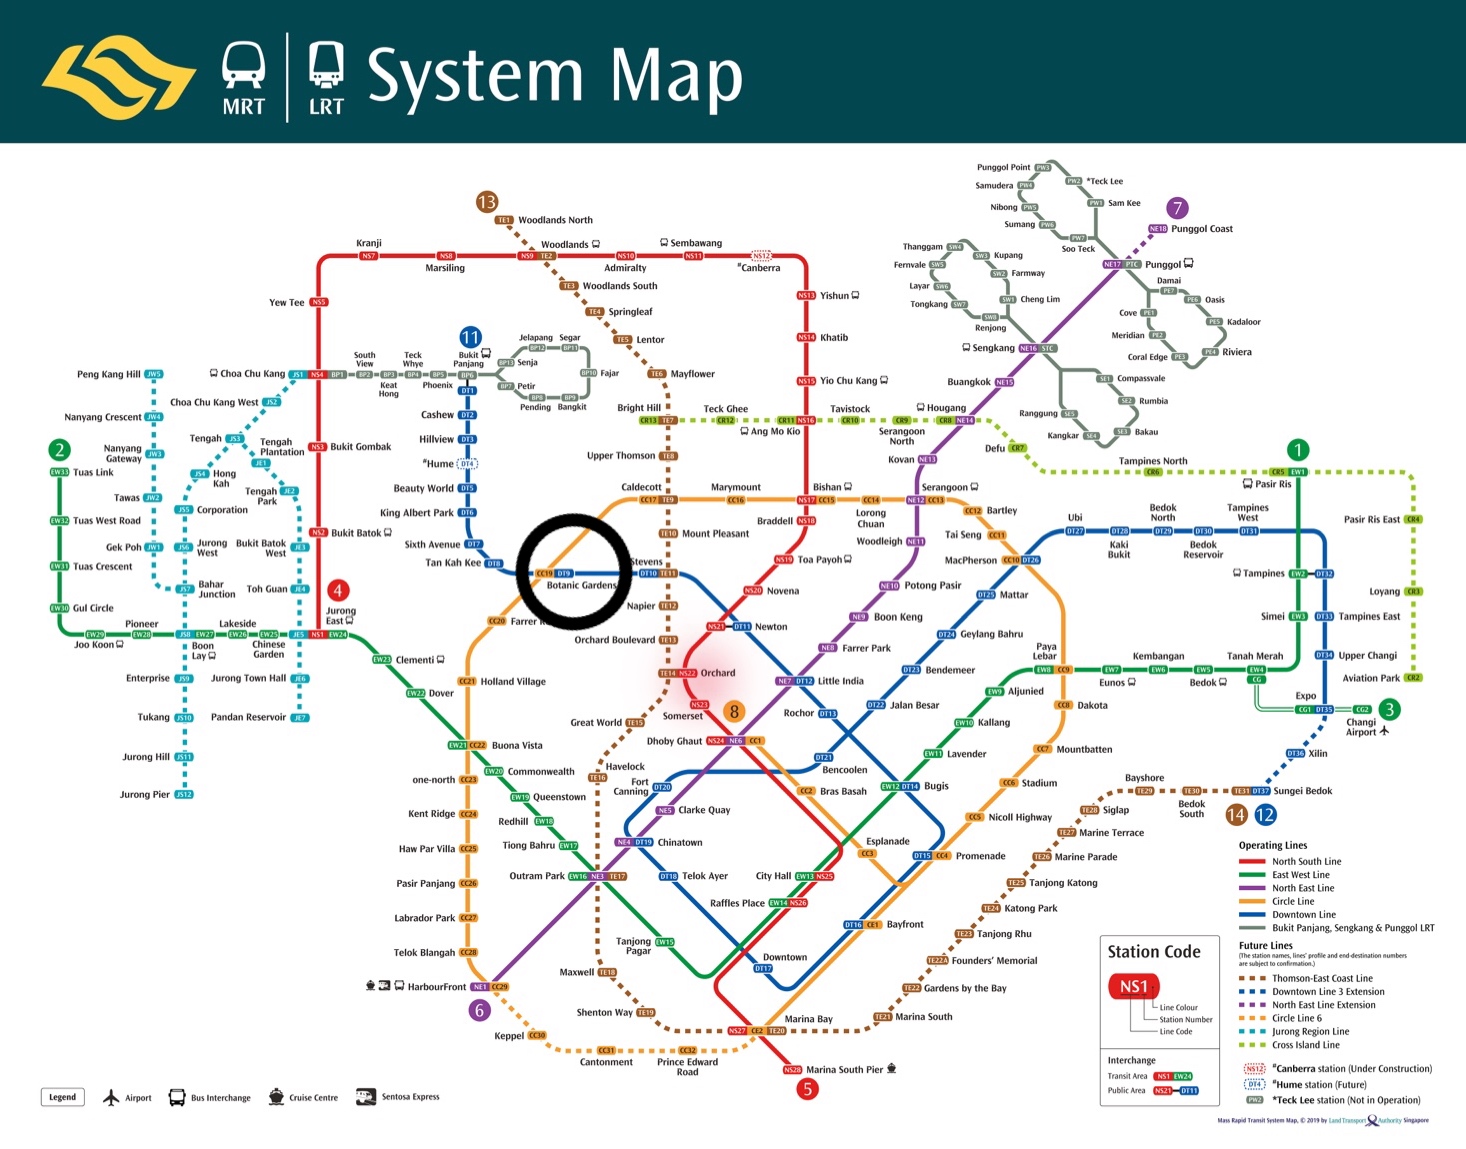 MRT
LRT
System Map
13
TE1 Woodlands North
Kranji
NS7
NS8
Marsiling
Woodlands
NS9 TE2
NS10
Admiralty
Sembawang
NS11
NS12
#Canberra
TE3 Woodlands South
TE4 Springleaf
TE5 Lentor
TE6 Mayflower
Yew Tee NS5
NS13 Yishun
NS14 Khatib
NS15 Yio Chu Kang
Punggol Point PW3
PW2 *Teck Lee
Samudera PW4
PW1 Sam Kee
Nibong PW5
Sumang PW6
PW7
Soo Teck
7
NE18 Punggol Coast
NE17 PTC Punggol
Thanggam SW4
SW3 Kupang
Fernvale SW5
SW2 Farmway
Layar SW6
SW1 Cheng Lim
Tongkang SW7
SW8
Renjong
Damai
PE7
PE6 Oasis
Cove PE1
PE5 Kadaloor
Meridian PE2
PE4 Riviera
Coral Edge PE3
Sengkang NE16 STC
SE1 Compassvale
SE2 Rumbia
SE3 Bakau
Kangkar SE4
Ranggung SE5
Buangkok NE15
11
Bukit
Panjang
BP6
DT1
Choa Chu Kang JS1 NS4 BP1
South
View
BP2
BP3
Keat
Hong
Teck
Whye
BP4
BP5
Phoenix
Jelapang
BP12
Segar
BP11
BP13 Senja
BP10 Fajar
BP7 Petir
BP8
Pending
BP9
Bangkit
Peng Kang Hill JW5
Nanyang Crescent JW4
Nanyang
Gateway JW3
Tawas JW2
Gek Poh JW1
Choa Chu Kang West JS2
Tengah JS3
Tengah
Plantation
JE1
JS4 Hong
Kah
Tengah
Park
JE2
JS5 Corporation
JS6 Jurong
West
Bukit Batok
West JE3
JS7 Bahar
Junction
Toh Guan JE4
NS3 Bukit Gombak
NS2 Bukit Batok
4
Jurong
East
JE5 NS1 EW24
2
EW33 Tuas Link
EW32 Tuas West Road
EW31 Tuas Crescent
EW30 Gul Circle
EW29
Joo Koon
Pioneer
EW28
JS8 EW27
Boon
Lay
Lakeside
EW26
EW25
Chinese
Garden
Enterprise JS9
Tukang JS10
Jurong Hill JS11
Jurong Pier JS12
Jurong Town Hall JE6
Pandan Reservoir JE7
Cashew DT2
Hillview DT3
#Hume DT4
Beauty World DT5
King Albert Park DT6
Sixth Avenue DT7
Tan Kah Kee DT8
CC19 DT9
Botanic Gardens
Stevens
DT10 TE11
Bright Hill
CR13 TE7
Teck Ghee
CR12
CR11 NS16
Ang Mo Kio
Tavistock
CR10
CR9
Serangoon
North
Hougang
CR8 NE14
Defu CR7
Tampines North
CR6
CR5 EW1
Pasir Ris
1
Upper Thomson TE8
Kovan NE13
Caldecott
CC17 TE9
Marymount
CC16
Bishan
NS17 CC15
CC14
Lorong
Chuan
Serangoon
NE12 CC13
CC12 Bartley
Tai Seng CC11
MacPherson CC10 DT26
Braddell NS18
TE10 Mount Pleasant
NS19 Toa Payoh
NS20 Novena
NS21 DT11 Newton
Woodleigh NE11
NE10 Potong Pasir
NE9 Boon Keng
NE8 Farrer Park
NE7 DT12 Little India
Ubi
DT27
DT28
Kaki
Bukit
Bedok
North
DT29
DT30
Bedok
Reservoir
Tampines
West
DT31
Pasir Ris East CR4
Loyang CR3
Aviation Park CR2
Tampines EW2 DT32
Simei EW3 DT33 Tampines East
DT34 Upper Changi
Tanah Merah
EW4
CG
Expo
CG1 DT35 CG2
Changi
Airport
3
DT36 Xilin
TE31 DT37 Sungei Bedok
14
12
DT25 Mattar
DT24 Geylang Bahru
DT23 Bendemeer
DT22 Jalan Besar
Rochor DT13
DT21
Bencoolen
Paya
Lebar
EW8 CC9
EW7
Eunos
Kembangan
EW6
EW5
Bedok
EW9 Aljunied
EW10 Kallang
EW11 Lavender
EW12 DT14 Bugis
CC8 Dakota
CC7 Mountbatten
CC6 Stadium
CC5 Nicoll Highway
DT15 CC4 Promenade
Napier TE12
Orchard Boulevard TE13
TE14 NS22 Orchard
NS23
Somerset
8
Dhoby Ghaut NS24 NE6 CC1
CC2 Bras Basah
Esplanade
CC3
Great World TE15
Havelock
TE16
Fort
Canning
DT20
NE5 Clarke Quay
NE4 DT19 Chinatown
DT18 Telok Ayer
Outram Park EW16 NE3 TE17
City Hall EW13 NS25
Raffles Place EW14 NS26
Tanjong
Pagar
EW15
Downtown
DT17
DT16 CE1 Bayfront
CC20 Farrer
CC21 Holland Village
EW21 CC22 Buona Vista
one-north CC23
Kent Ridge CC24
Haw Par Villa CC25
Pasir Panjang CC26
Labrador Park CC27
Telok Blangah CC28
HarbourFront NE1 CC29
6
Keppel CC30
CC31
Cantonment
CC32
Prince Edward
Road
EW23 Clementi
EW22 Dover
EW20 Commonwealth
EW19 Queenstown
Redhill EW18
Tiong Bahru EW17
Maxwell TE18
Shenton Way TE19
Marina Bay
NS27 CE2 TE20
NS28 Marina South Pier
5
TE21 Marina South
TE22 Gardens by the Bay
TE22A Founders' Memorial
TE23 Tanjong Rhu
TE24 Katong Park
TE25 Tanjong Katong
TE26 Marine Parade
TE27 Marine Terrace
TE28 Siglap
Bayshore
TE29
TE30
Bedok
South
Operating Lines
North South Line
East West Line
North East Line
Circle Line
Downtown Line
Bukit Panjang, Sengkang & Punggol LRT
Future Lines
(The station names, lines' profile and end-destination numbers
are subject to confirmation.)
Thomson-East Coast Line
Downtown Line 3 Extension
North East Line Extension
Circle Line 6
Jurong Region Line
Cross Island Line
NS12 #Canberra station (Under Construction)
DT4 #Hume station (Future)
PW2 *Teck Lee station (Not in Operation)
Station Code
NS1
Line Colour
Station Number
Line Code
Interchange
Transit Area NS1 EW24
Public Area NS21 DT11
Legend
Airport
Bus Interchange
Cruise Centre
Sentosa Express
Mass Rapid Transit System Map, © 2019 by Land Transport Authority Singapore